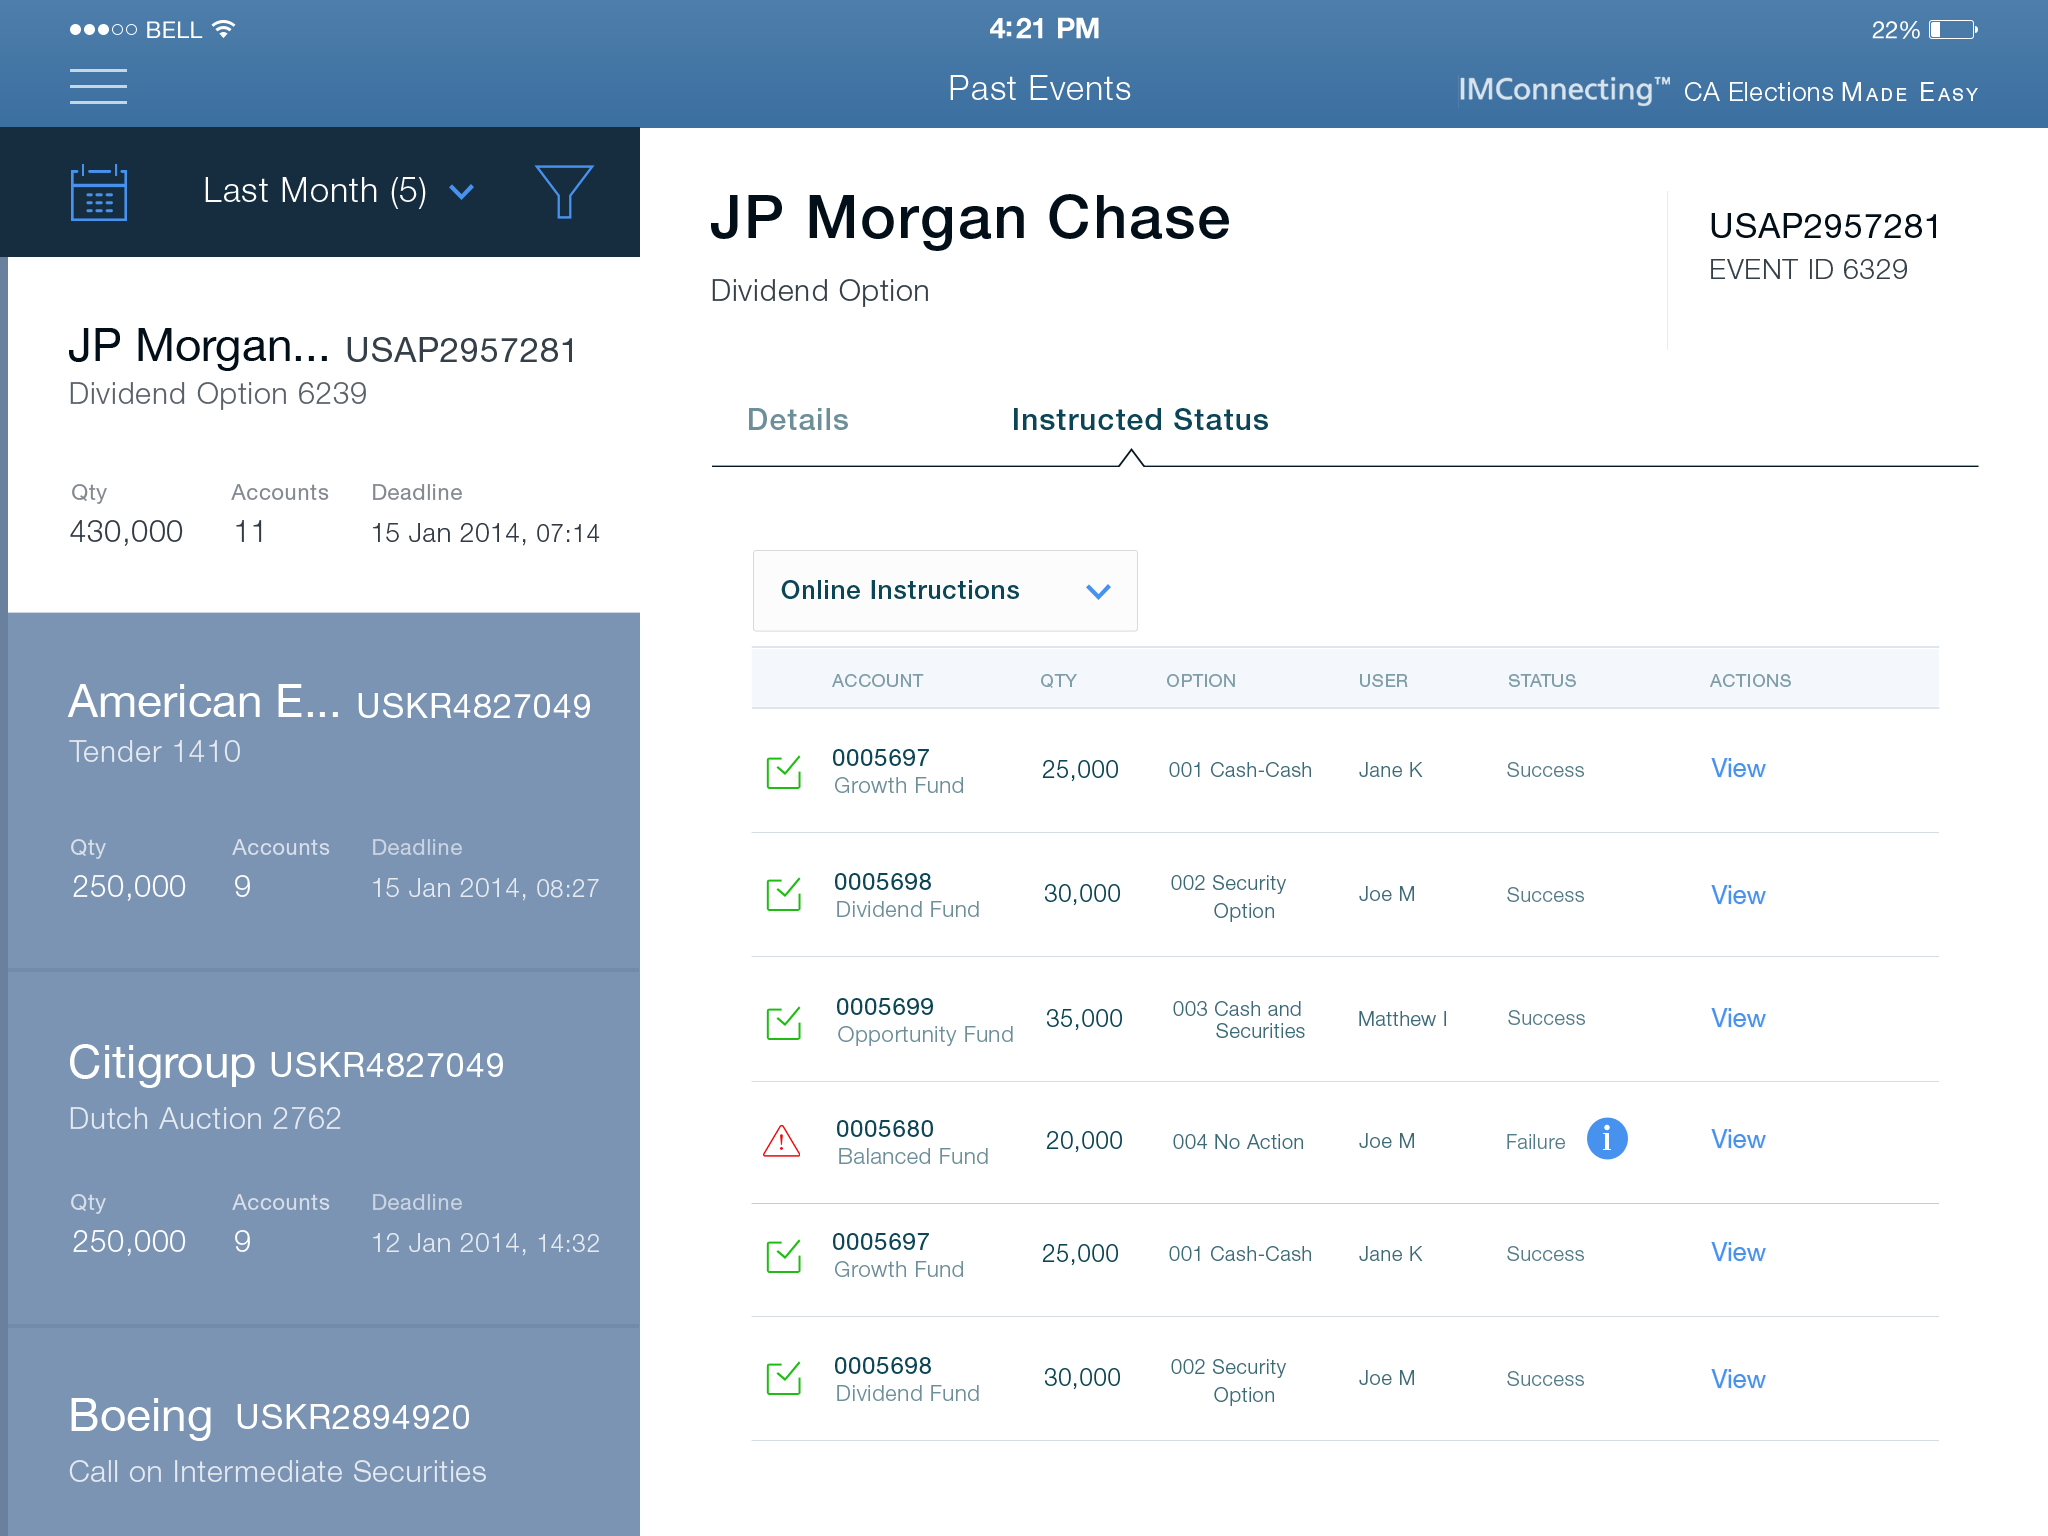 BELL
4:21 PM
22%
Past Events
IMConnecting™ CA Elections MADE EASY
Last Month (5)
JP Morgan... USAP2957281
Dividend Option 6239
Qty Accounts Deadline
430,000 11 15 Jan 2014, 07:14
American E... USKR4827049
Tender 1410
Qty Accounts Deadline
250,000 9 15 Jan 2014, 08:27
Citigroup USKR4827049
Dutch Auction 2762
Qty Accounts Deadline
250,000 9 12 Jan 2014, 14:32
Boeing USKR2894920
Call on Intermediate Securities
JP Morgan Chase
Dividend Option
USAP2957281
EVENT ID 6329
Details Instructed Status
Online Instructions
ACCOUNT QTY OPTION USER STATUS ACTIONS
0005697
Growth Fund
25,000 001 Cash-Cash Jane K Success View
0005698
Dividend Fund
30,000
002 Security
Option
Joe M Success View
0005699
Opportunity Fund
35,000
003 Cash and
Securities
Matthew I Success View
0005680
Balanced Fund
20,000 004 No Action Joe M Failure i View
0005697
Growth Fund
25,000 001 Cash-Cash Jane K Success View
0005698
Dividend Fund
30,000
002 Security
Option
Joe M Success View